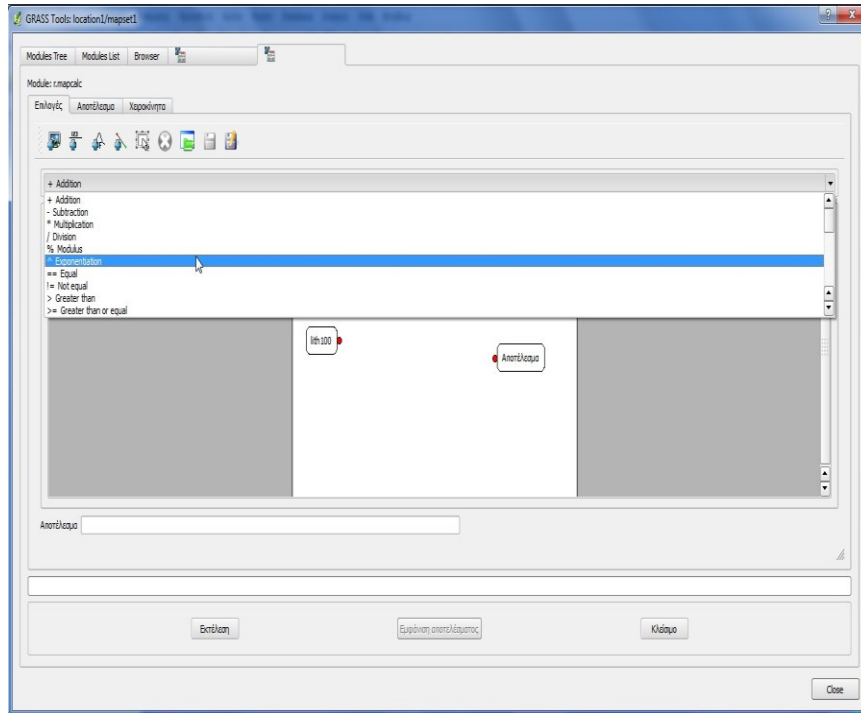 GRASS Tools: location1/mapset1
Modules Tree Modules List Browser
Module: r.mapcalc
Επιλογές Αποτέλεσμα Χειροκίνητα
+ Addition
+ Addition
- Subtraction
* Multiplication
/ Division
% Modulus
^ Exponentiation
== Equal
!= Not equal
> Greater than
>= Greater than or equal
lith100
Αποτέλεσμα
Αποτέλεσμα
Εκτέλεση Εμφάνιση αποτελέσματος Κλείσιμο
Close